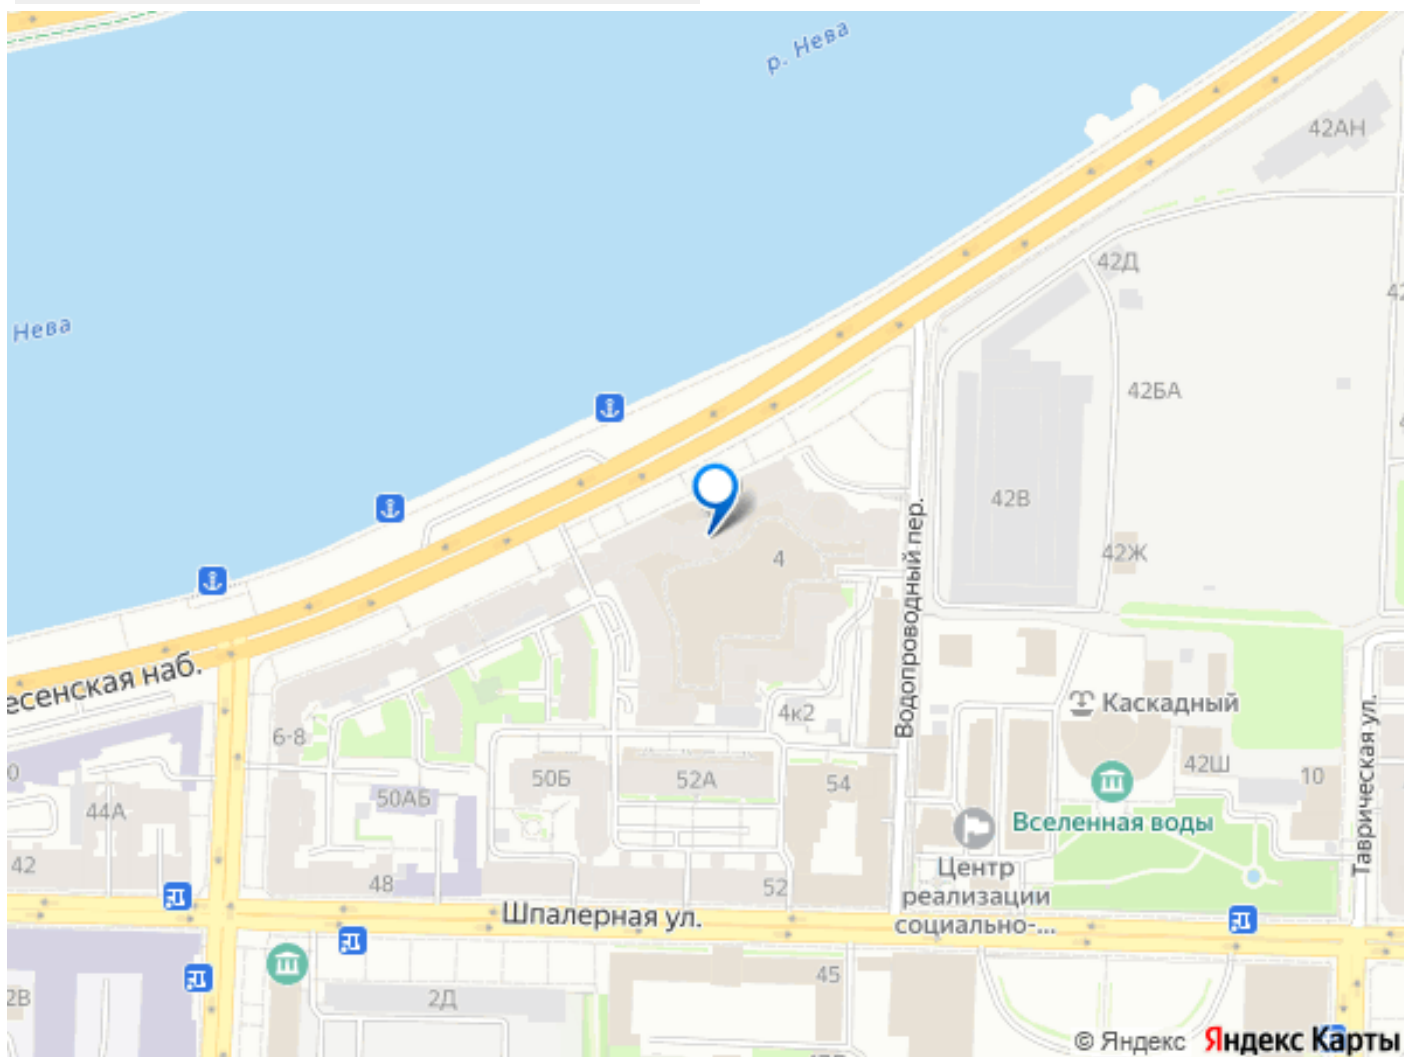 р. Нева
42АН
42Д
Нева
42БА
42В
4
42Ж
Водопроводный пер.
есенская наб.
Каскадный
4к2
6-8
Таврическая ул.
50Б
52А
54
42Ш
10
50АБ
44А
Вселенная воды
42
48
52
Центр
реализации
социально-...
Шпалерная ул.
45
2В
2Д
© Яндекс Яндекс Карты